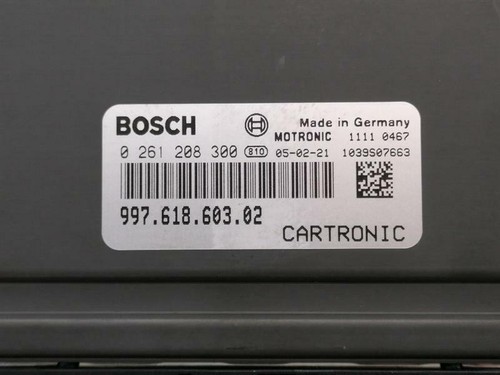 BOSCH Made in Germany
MOTRONIC 1111 0467
0 261 208 300 810 05-02-21 1039S07663
997.618.603.02
CARTRONIC